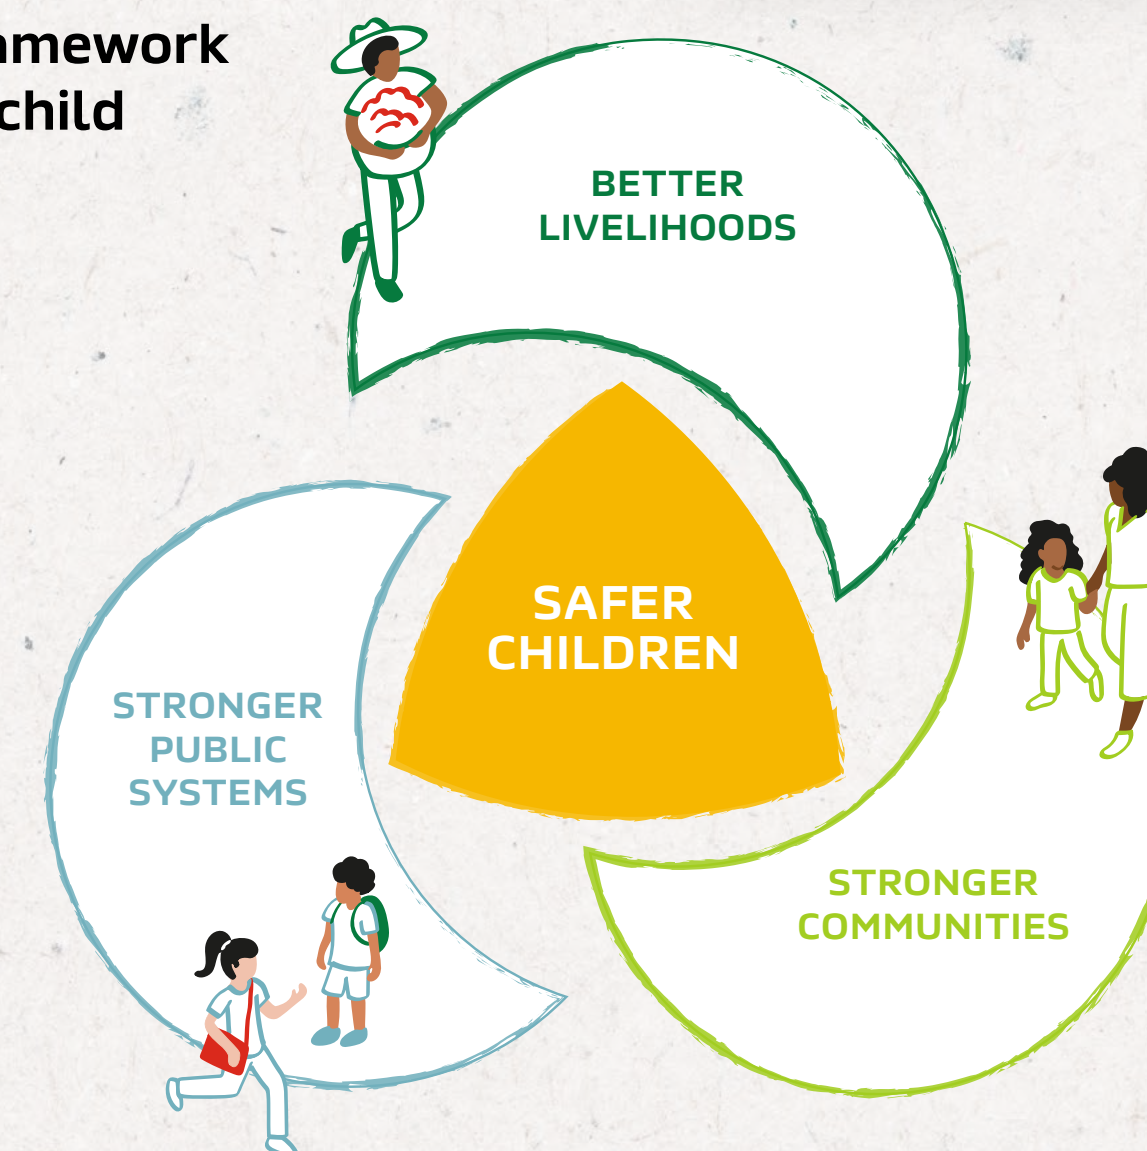 amework
child
BETTER
LIVELIHOODS
SAFER
CHILDREN
STRONGER
PUBLIC
SYSTEMS
STRONGER
COMMUNITIES